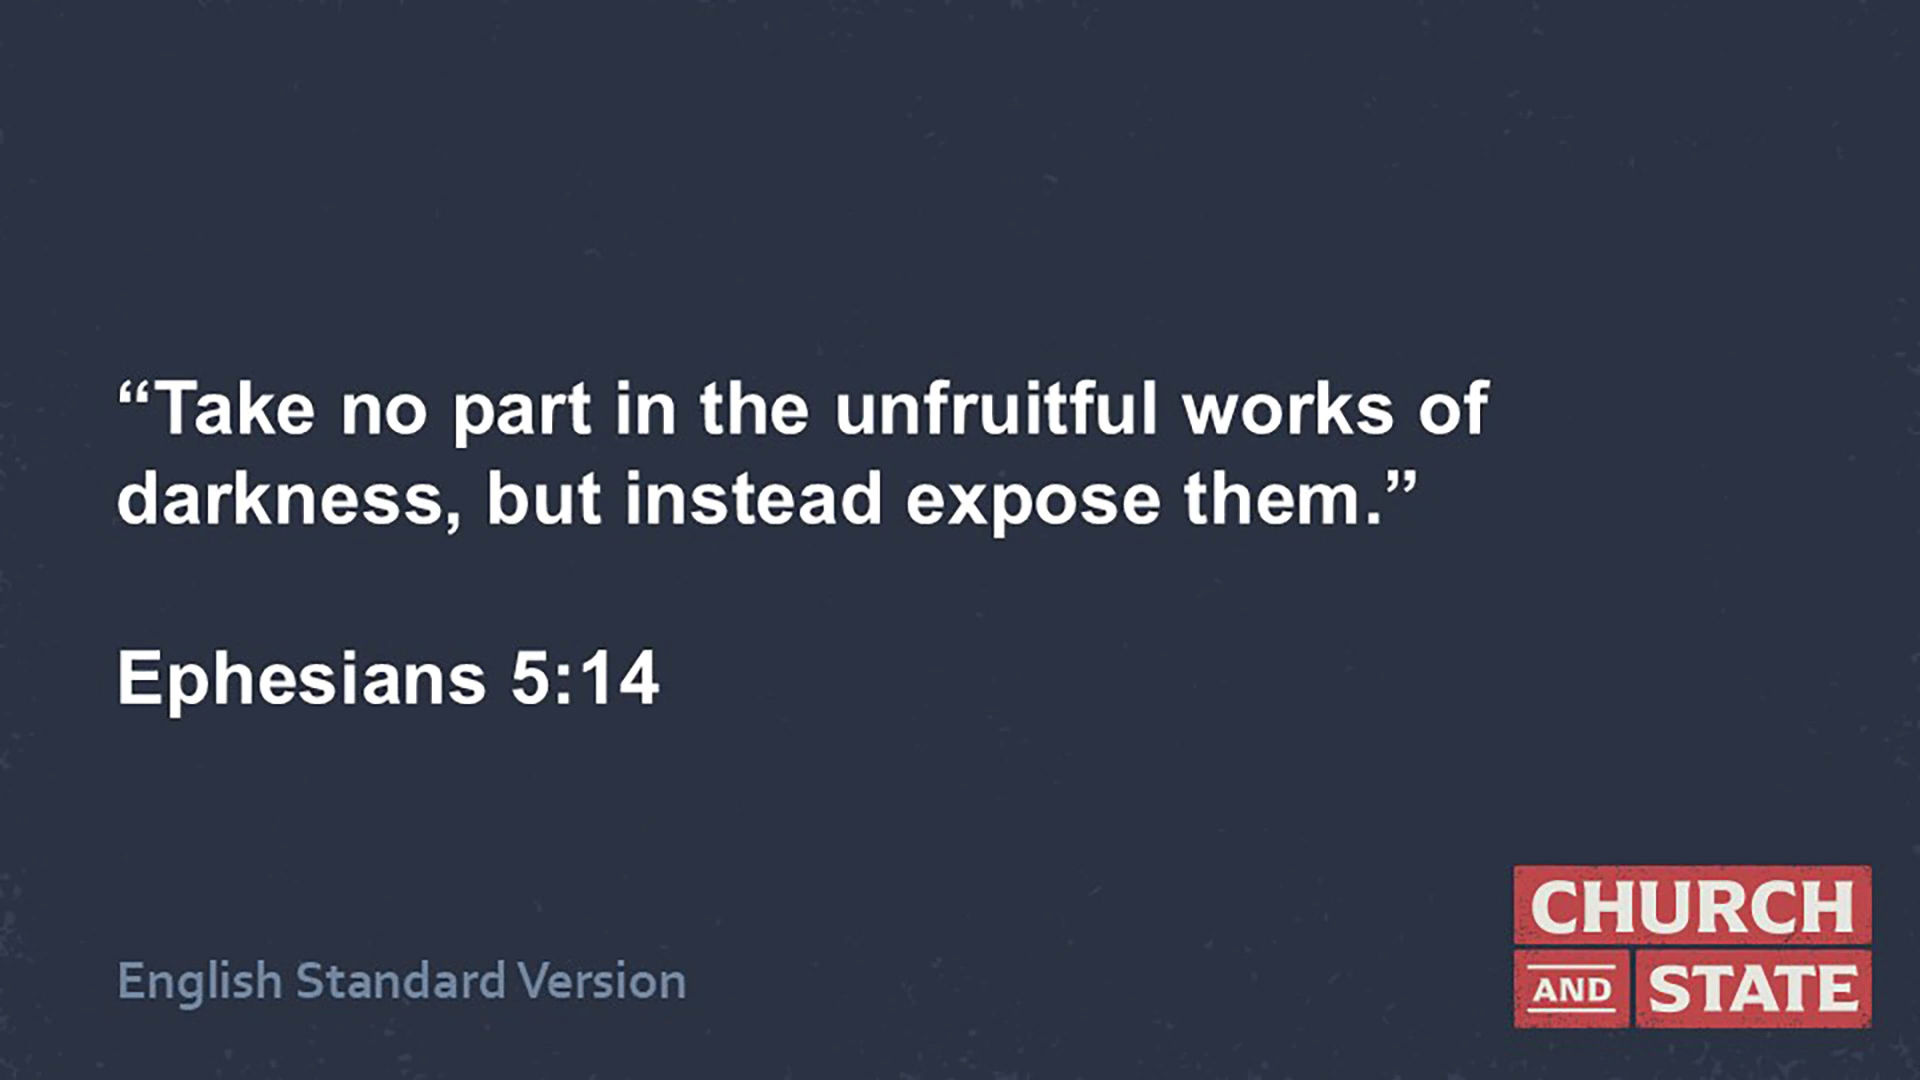 “Take no part in the unfruitful works of
darkness, but instead expose them.”
Ephesians 5:14
English Standard Version
CHURCH
AND STATE